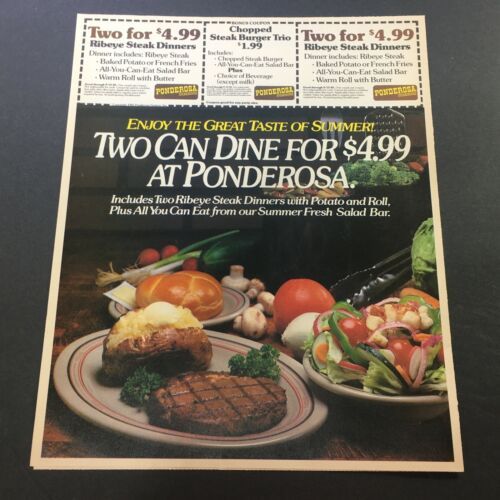 Two for $4.99
Ribeye Steak Dinners
Dinner includes: Ribeye Steak
· Baked Potato or French Fries
· All-You-Can-Eat Salad Bar
· Warm Roll with Butter
PONDEROSA
BONUS COUPON
Chopped
Steak Burger Trio
$1.99
Includes:
· Chopped Steak Burger
· All-You-Can-Eat Salad Bar
Plus
· Choice of Beverage
(except milk)
PONDEROSA
Two for $4.99
Ribeye Steak Dinners
Dinner includes: Ribeye Steak
· Baked Potato or French Fries
· All-You-Can-Eat Salad Bar
· Warm Roll with Butter
PONDEROSA
ENJOY THE GREAT TASTE OF SUMMER!
TWO CAN DINE FOR $4.99
AT PONDEROSA.
Includes Two Ribeye Steak Dinners with Potato and Roll,
Plus All You Can Eat from our Summer Fresh Salad Bar.